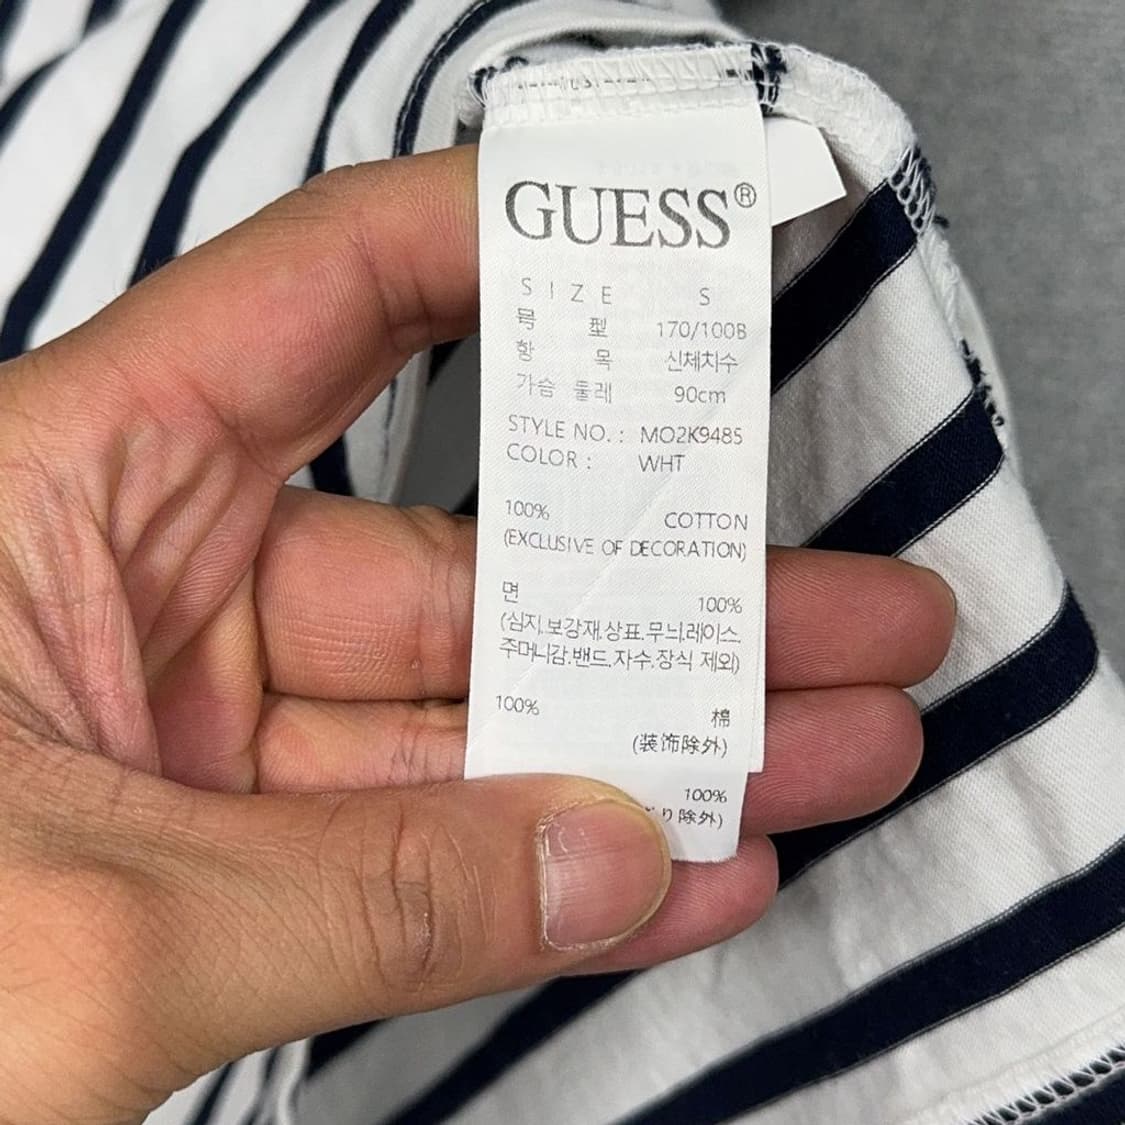 GUESS®
SIZE S
号 型 170/100B
항 목 신체치수
가슴 둘레 90cm
STYLE NO. : MO2K9485
COLOR : WHT
100% COTTON
(EXCLUSIVE OF DECORATION)
면 100%
(심지.보강재.상표.무늬.레이스.
주머니감.밴드.자수.장식 제외)
100% 棉
(装饰除外)
100%
り除外)